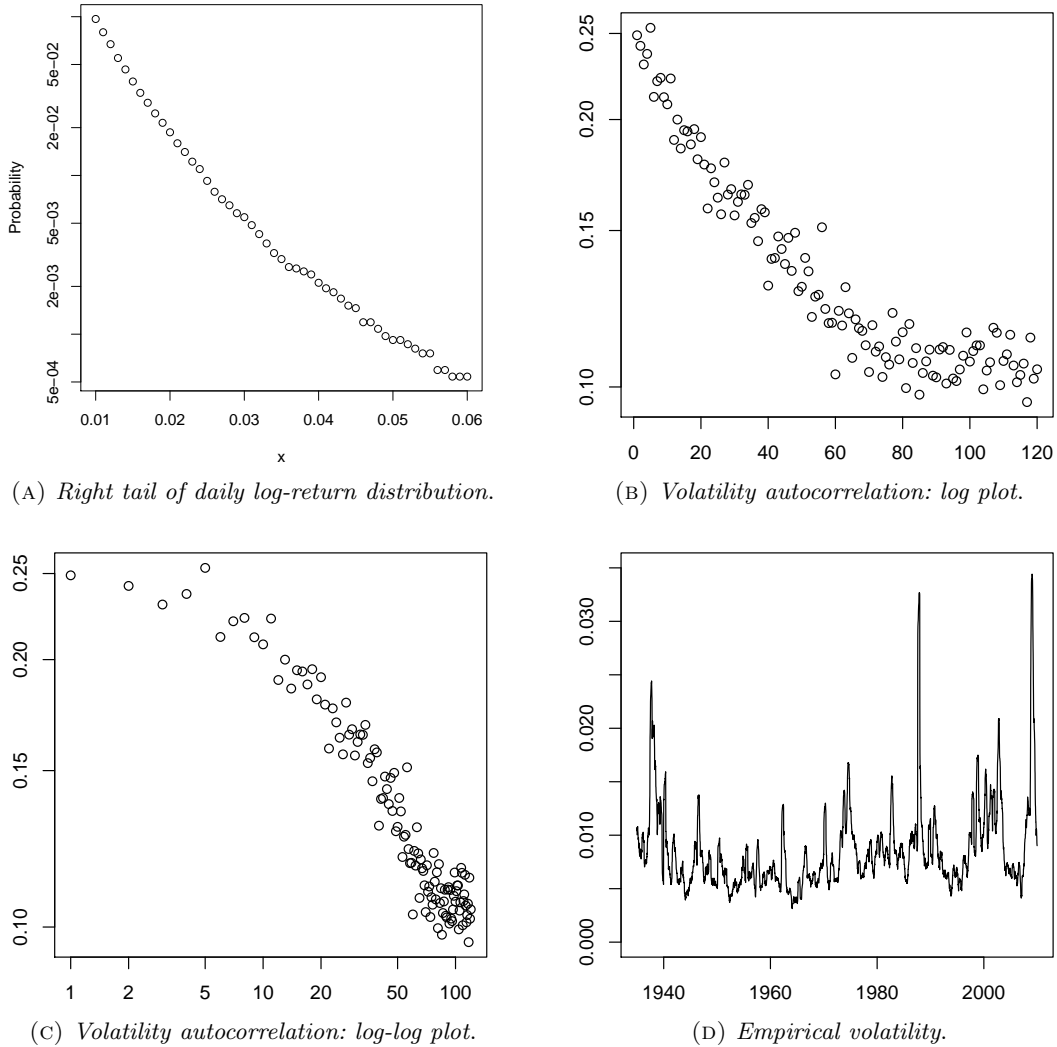 Probability
5e-02
2e-02
5e-03
2e-03
5e-04
0.01 0.02 0.03 0.04 0.05 0.06
x
(A) Right tail of daily log-return distribution.
0.25
0.20
0.15
0.10
0 20 40 60 80 100 120
(B) Volatility autocorrelation: log plot.
0.25
0.20
0.15
0.10
1 2 5 10 20 50 100
(C) Volatility autocorrelation: log-log plot.
0.030
0.020
0.010
0.000
1940 1960 1980 2000
(D) Empirical volatility.